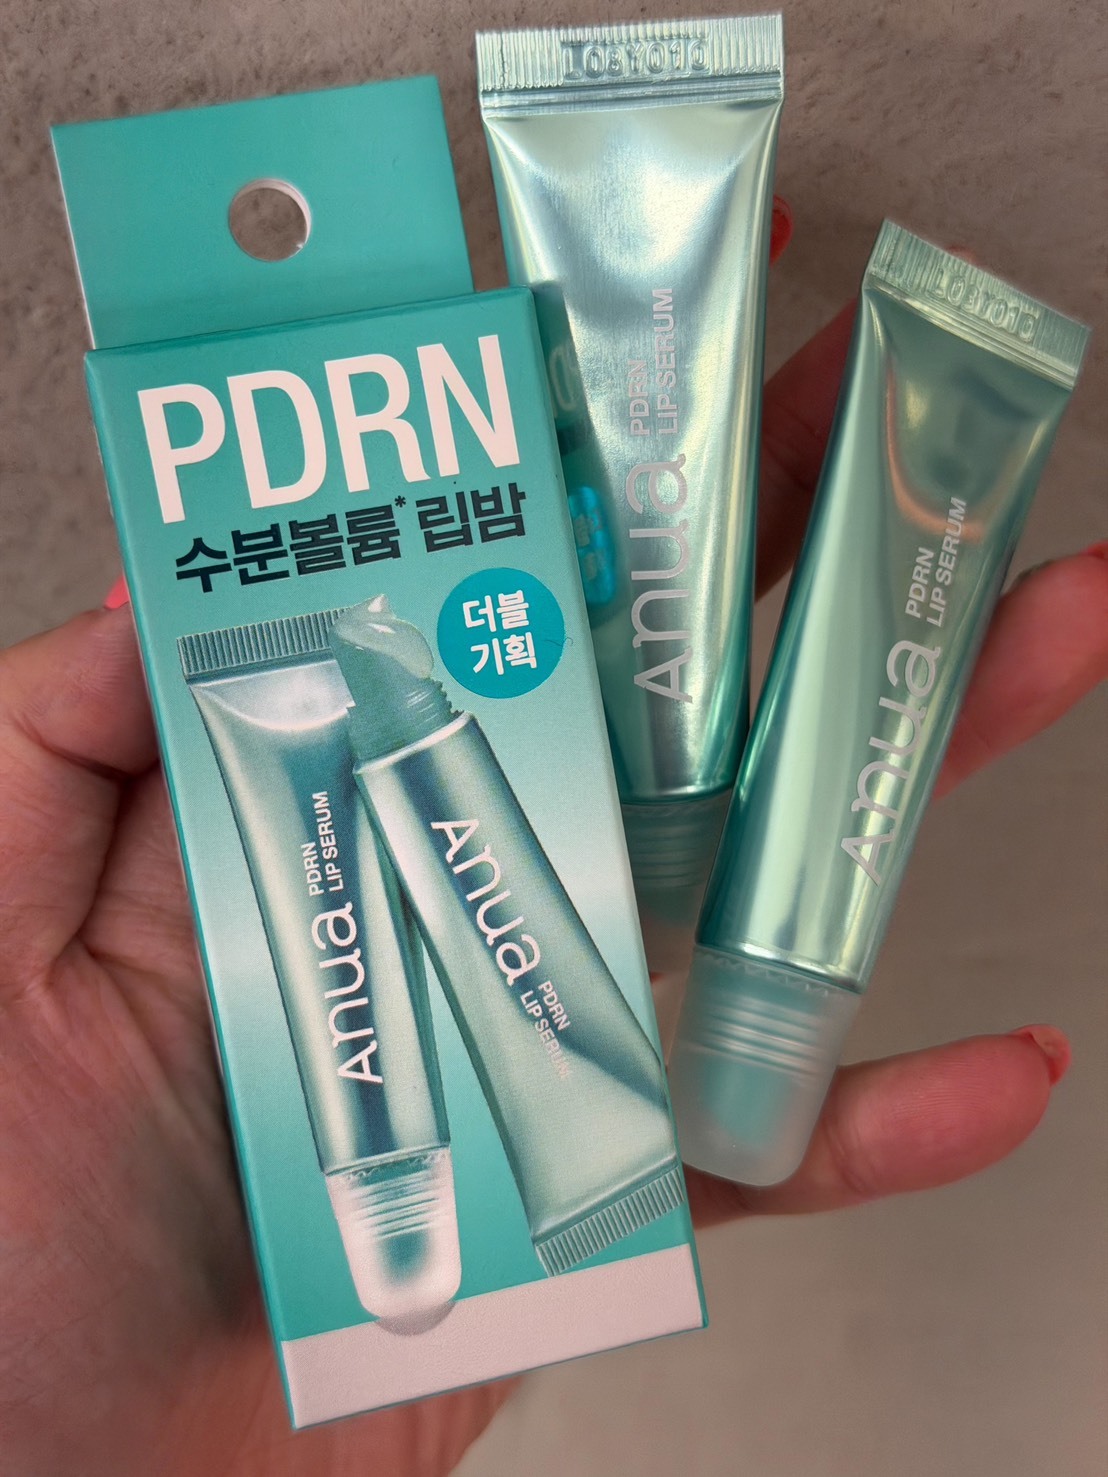 PDRN
수분볼륨* 립밤
더블
기획
Anua
PDRN
LIP SERUM
Anua
PDRN
LIP SERUM
Anua
PDRN
LIP SERUM
Anua
PDRN
LIP SERUM